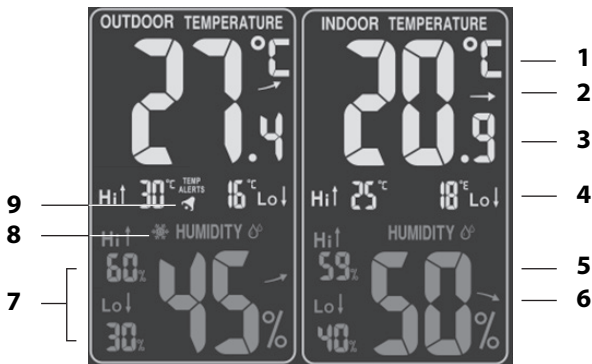 OUTDOOR TEMPERATURE
27.4 °C
Hi↑ 30°C TEMP ALERTS 16°C Lo↓
HUMIDITY
Hi↑
60%
45%
Lo↓
30%
INDOOR TEMPERATURE
20.9 °C
Hi↑ 25°C 18°E Lo↓
HUMIDITY
Hi↑
59%
50%
Lo↓
40%
1
2
3
4
5
6
7
8
9